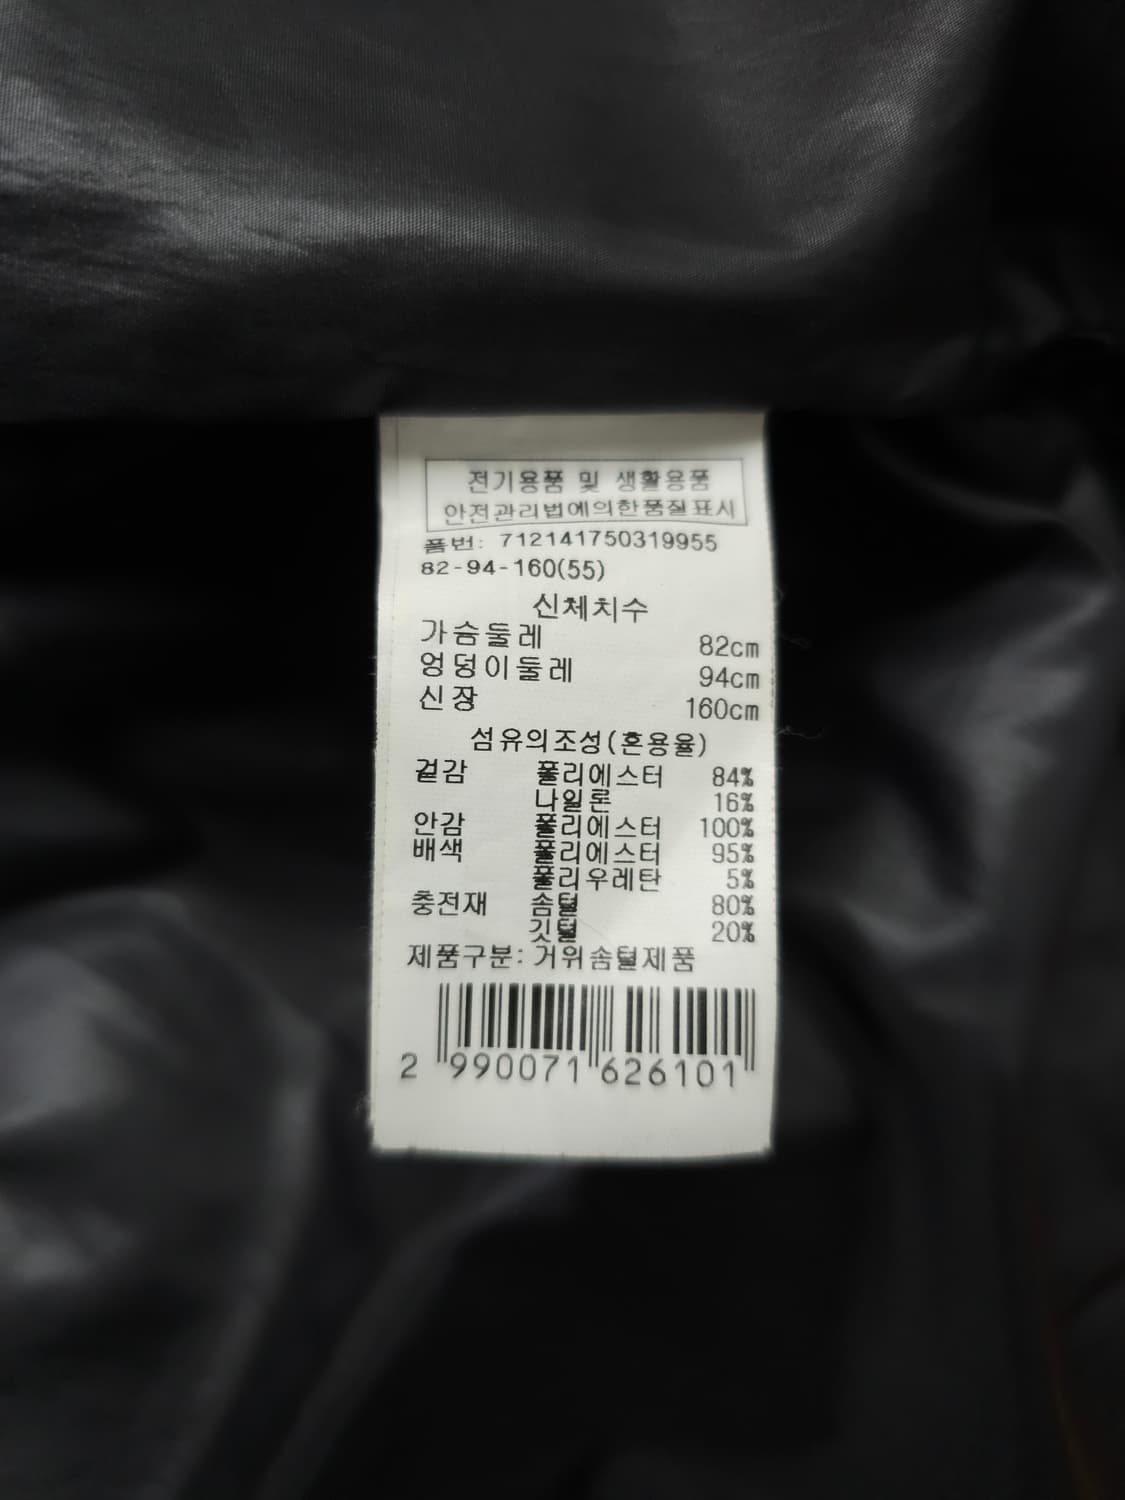 전기용품 및 생활용품
안전관리법에의한품질표시
품번: 712141750319955
82-94-160(55)
신체치수
가슴둘레 82cm
엉덩이둘레 94cm
신장 160cm
섬유의조성(혼용율)
겉감 폴리에스터 84%
나일론 16%
안감 폴리에스터 100%
배색 폴리에스터 95%
폴리우레탄 5%
충전재 솜털 80%
깃털 20%
제품구분: 거위솜털제품
2 990071 626101